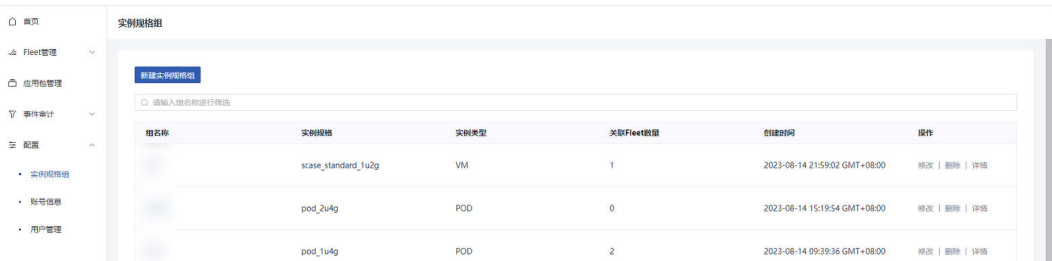 首页
Fleet管理
应用包管理
事件审计
配置
实例规格组
账号信息
用户管理
实例规格组
新建实例规格组
请输入组名称进行筛选
组名称 实例规格 实例类型 关联Fleet数量 创建时间 操作
scase_standard_1u2g VM 1 2023-08-14 21:59:02 GMT+08:00 修改 | 删除 | 详情
pod_2u4g POD 0 2023-08-14 15:19:54 GMT+08:00 修改 | 删除 | 详情
pod_1u4g POD 2 2023-08-14 09:39:36 GMT+08:00 修改 | 删除 | 详情